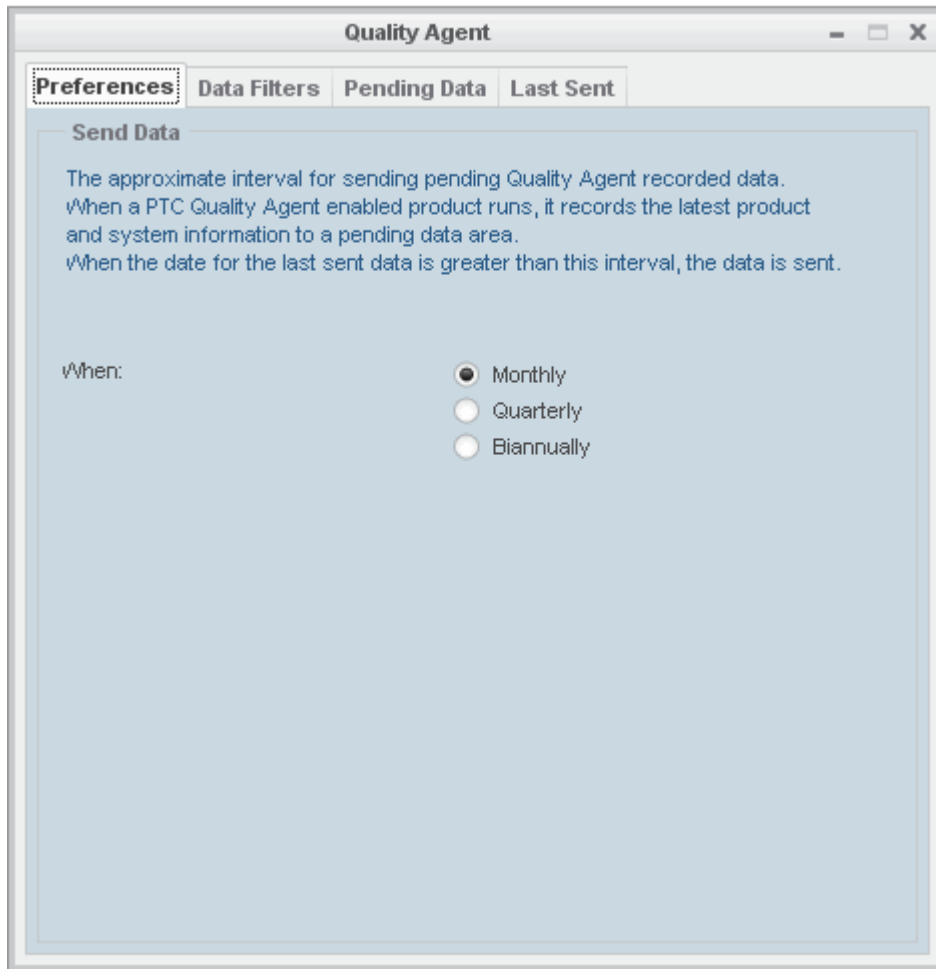 Quality Agent
Preferences Data Filters Pending Data Last Sent
Send Data
The approximate interval for sending pending Quality Agent recorded data.
When a PTC Quality Agent enabled product runs, it records the latest product
and system information to a pending data area.
When the date for the last sent data is greater than this interval, the data is sent.
When:
Monthly
Quarterly
Biannually